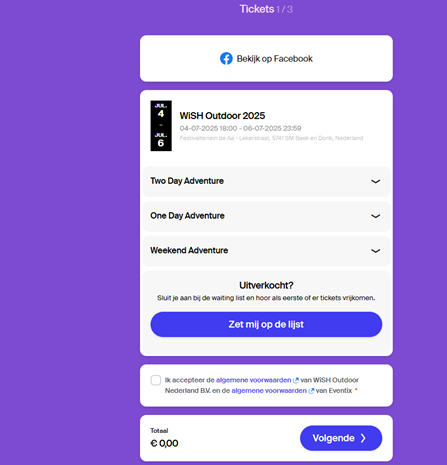 Tickets 1 / 3
Bekijk op Facebook
JUL.
4
-
JUL.
6
WiSH Outdoor 2025
04-07-2025 18:00 - 06-07-2025 23:59
Festivalterrein de Aa - Lekerstraat, 5741 SM Beek en Donk, Nederland
Two Day Adventure
One Day Adventure
Weekend Adventure
Uitverkocht?
Sluit je aan bij de waiting list en hoor als eerste of er tickets vrijkomen.
Zet mij op de lijst
Ik accepteer de algemene voorwaarden van WiSH Outdoor
Nederland B.V. en de algemene voorwaarden van Eventix *
Totaal
€ 0,00
Volgende